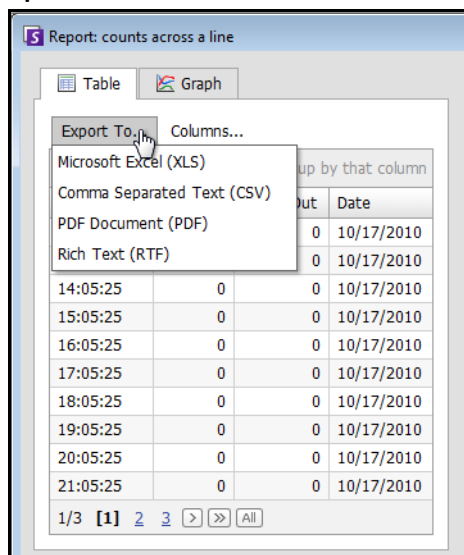 Report: counts across a line
Table Graph
Export To... Columns...
Microsoft Excel (XLS)
up by that column
Comma Separated Text (CSV)
Out Date
PDF Document (PDF)
0 10/17/2010
Rich Text (RTF)
0 10/17/2010
14:05:25 0 0 10/17/2010
15:05:25 0 0 10/17/2010
16:05:25 0 0 10/17/2010
17:05:25 0 0 10/17/2010
18:05:25 0 0 10/17/2010
19:05:25 0 0 10/17/2010
20:05:25 0 0 10/17/2010
21:05:25 0 0 10/17/2010
1/3 [1] 2 3 > >> All